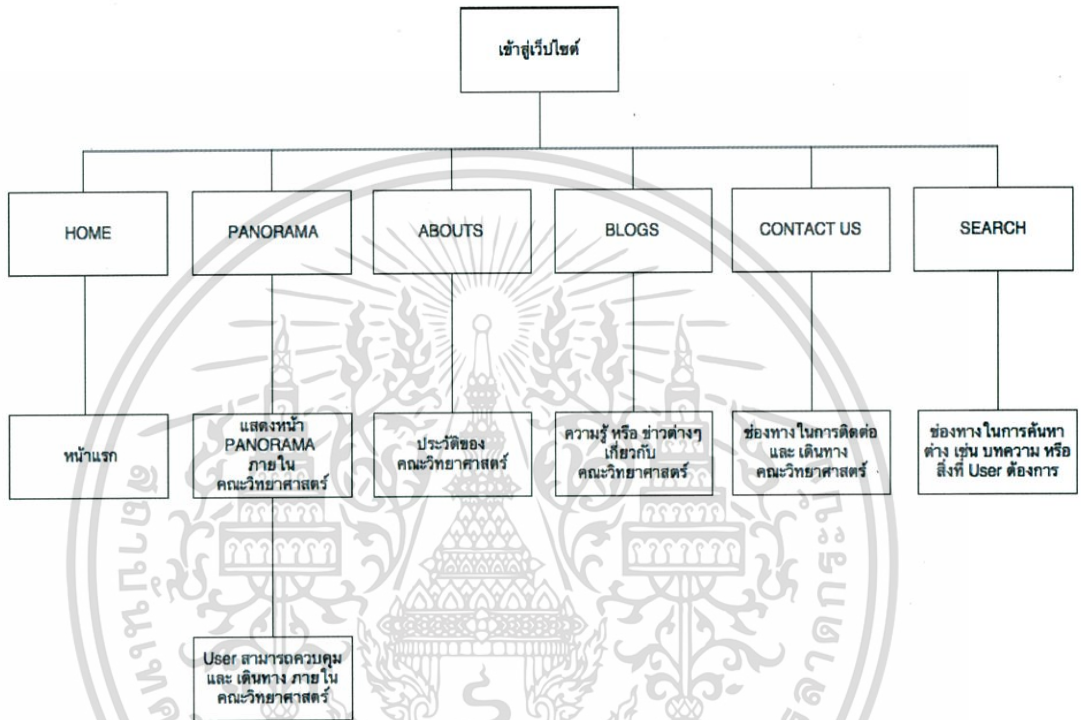 เข้าสู่เว็ปไซต์
HOME
PANORAMA
ABOUTS
BLOGS
CONTACT US
SEARCH
หน้าแรก
แสดงหน้า
PANORAMA
ภายใน
คณะวิทยาศาสตร์
ประวัติของ
คณะวิทยาศาสตร์
ความรู้ หรือ ข่าวต่างๆ
เกี่ยวกับ
คณะวิทยาศาสตร์
ช่องทางในการติดต่อ
และ เดินทาง
คณะวิทยาศาสตร์
ช่องทางในการค้นหา
ต่าง เช่น บทความ หรือ
สิ่งที่ User ต้องการ
User สามารถควบคุม
และ เดินทาง ภายใน
คณะวิทยาศาสตร์